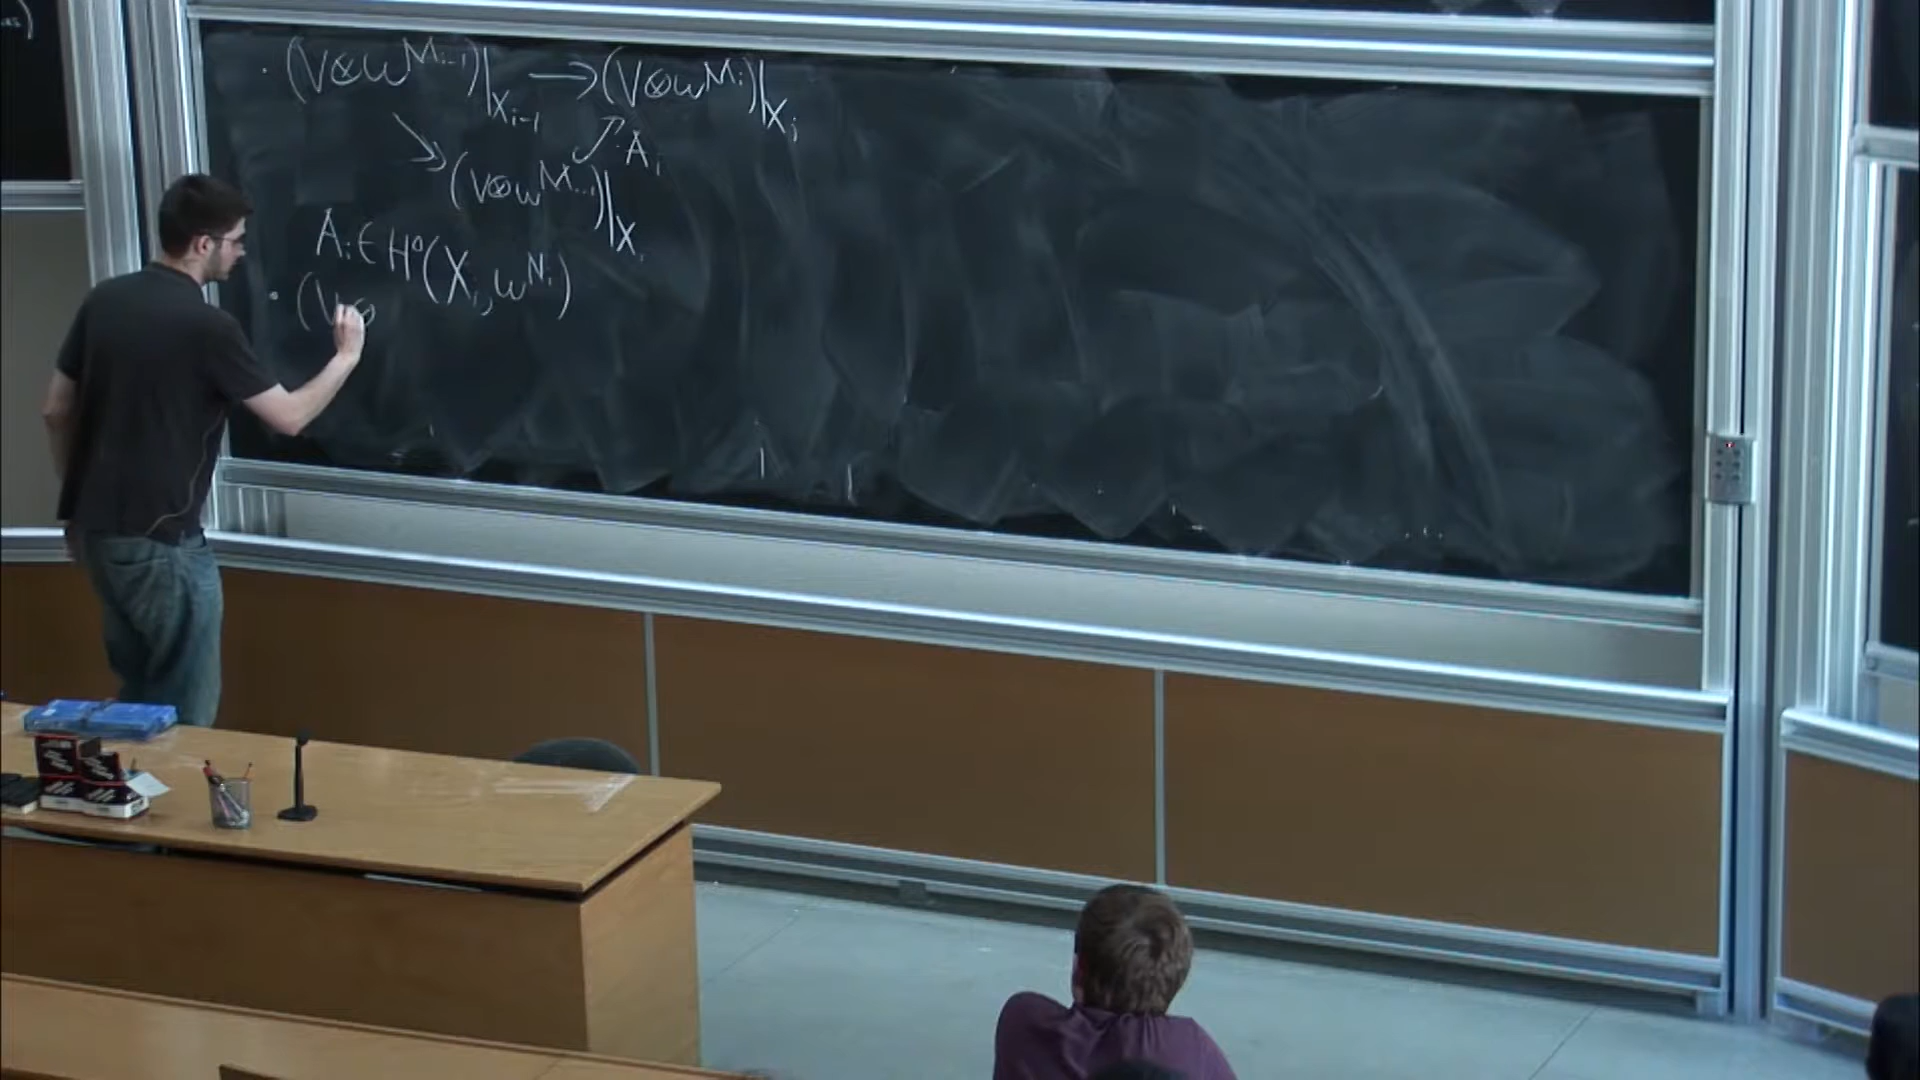 · (V⊗ω^{M_{i-1}})|_{X_{i-1}} → (V⊗ω^{M_i})|_{X_i}
↘ ↗ A_i
(V⊗ω^{M_{i-1}})|_{X_i}
A_i ∈ H^0(X_i, ω^{N_i})
· (V⊗